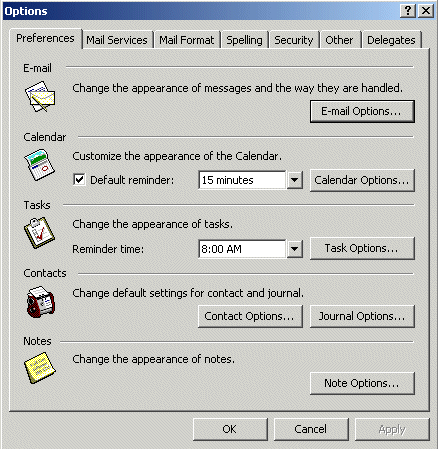 Options
Preferences Mail Services Mail Format Spelling Security Other Delegates
E-mail
Change the appearance of messages and the way they are handled.
E-mail Options...
Calendar
Customize the appearance of the Calendar.
Default reminder: 15 minutes Calendar Options...
Tasks
Change the appearance of tasks.
Reminder time: 8:00 AM Task Options...
Contacts
Change default settings for contact and journal.
Contact Options... Journal Options...
Notes
Change the appearance of notes.
Note Options...
OK Cancel Apply